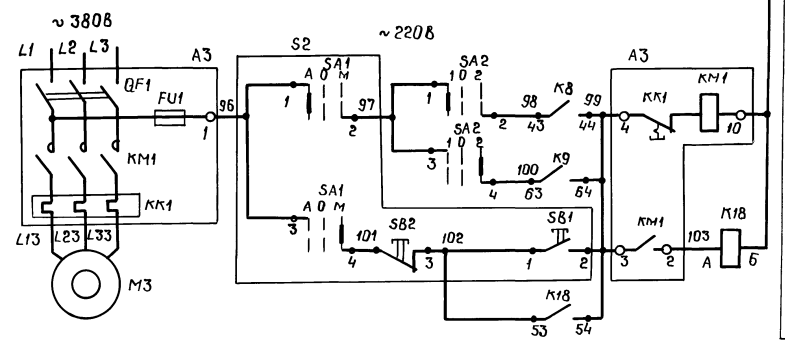 ~380В
L1 L2 L3 A3
QF1
FU1
1
KM1
KK1
L13 L23 L33
M3
96
S2
~220В
SA1
A O M
1 2
97
SA2
1 0 2
1 2
98
K8
43 44
99
SA2
1 0 2
3 4
100
K9
63 64
SA1
A O M
3 4
101
SB2
3
102
SB1
1 2
K18
53 54
A3
KK1
KM1
4 10
KM1
3 2
103
K18
А Б